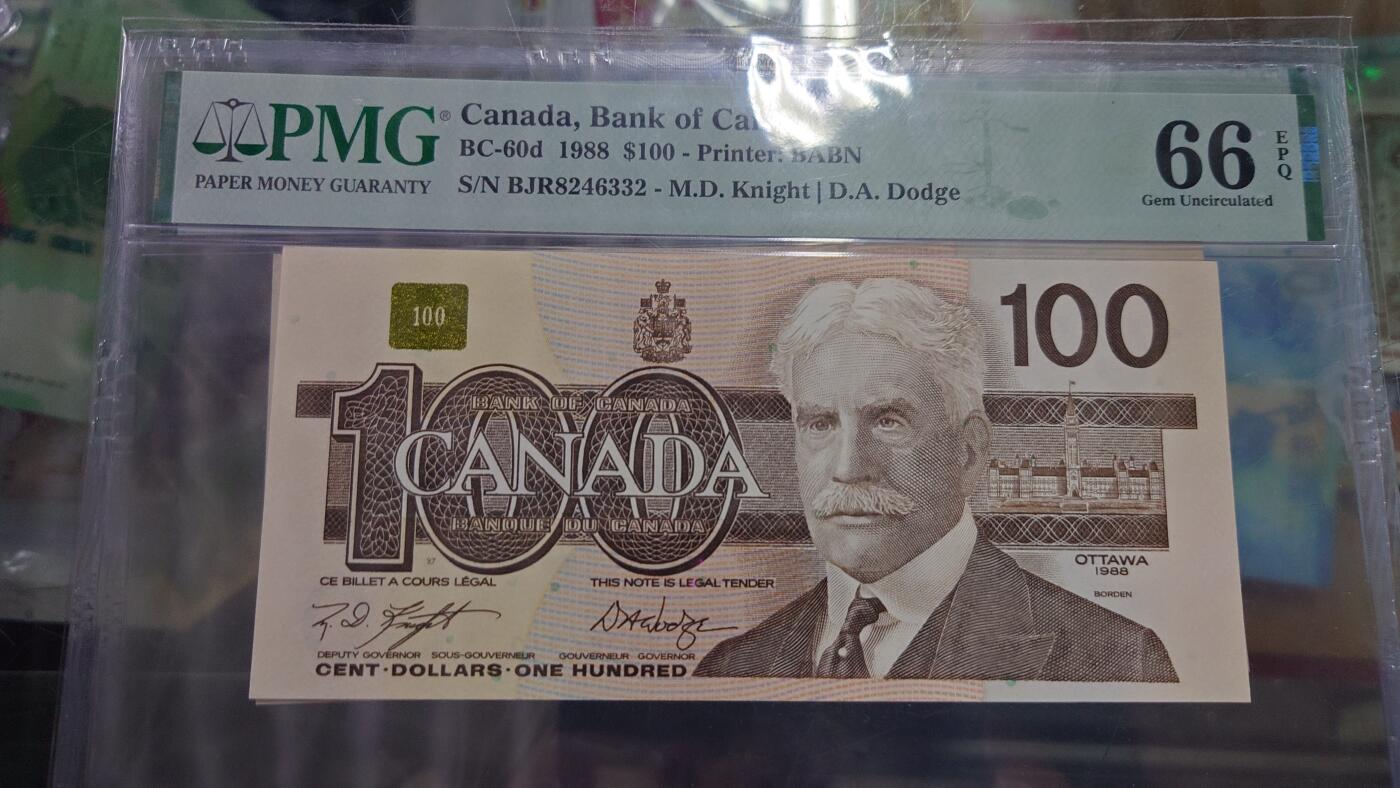 PMG®
PAPER MONEY GUARANTY
Canada, Bank of
BC-60d 1988 $100 - Printer: BABN
S/N BJR8246332 - M.D. Knight | D.A. Dodge
66
EPQ
Gem Uncirculated
100
100
100
BANK OF CANADA
CANADA
BANQUE DU CANADA
CE BILLET A COURS LÉGAL
THIS NOTE IS LEGAL TENDER
OTTAWA
1988
BORDEN
DEPUTY GOVERNOR SOUS-GOUVERNEUR
GOUVERNEUR GOVERNOR
CENT·DOLLARS·ONE HUNDRED